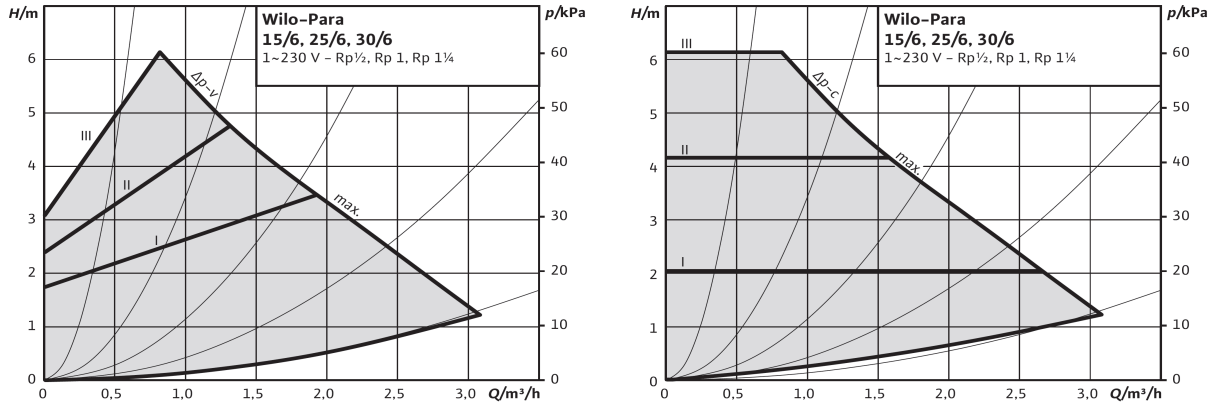 H/m
p/kPa
Wilo-Para
15/6, 25/6, 30/6
1~230 V – Rp½, Rp 1, Rp 1¼
6
5
4
3
2
1
0
60
50
40
30
20
10
0
Δp-v
max.
III
II
I
0
0,5
1,0
1,5
2,0
2,5
3,0
Q/m³/h
H/m
p/kPa
Wilo-Para
15/6, 25/6, 30/6
1~230 V – Rp½, Rp 1, Rp 1¼
6
5
4
3
2
1
0
60
50
40
30
20
10
0
Δp-c
max.
III
II
I
0
0,5
1,0
1,5
2,0
2,5
3,0
Q/m³/h